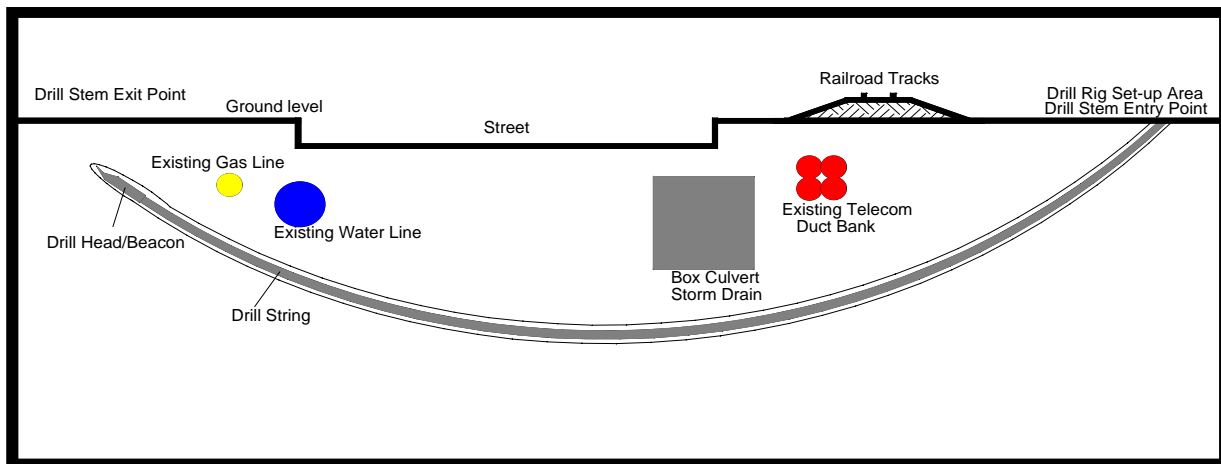 Railroad Tracks
Drill Stem Exit Point
Drill Rig Set-up Area
Drill Stem Entry Point
Ground level
Street
Existing Gas Line
Existing Water Line
Existing Telecom
Duct Bank
Drill Head/Beacon
Box Culvert
Storm Drain
Drill String